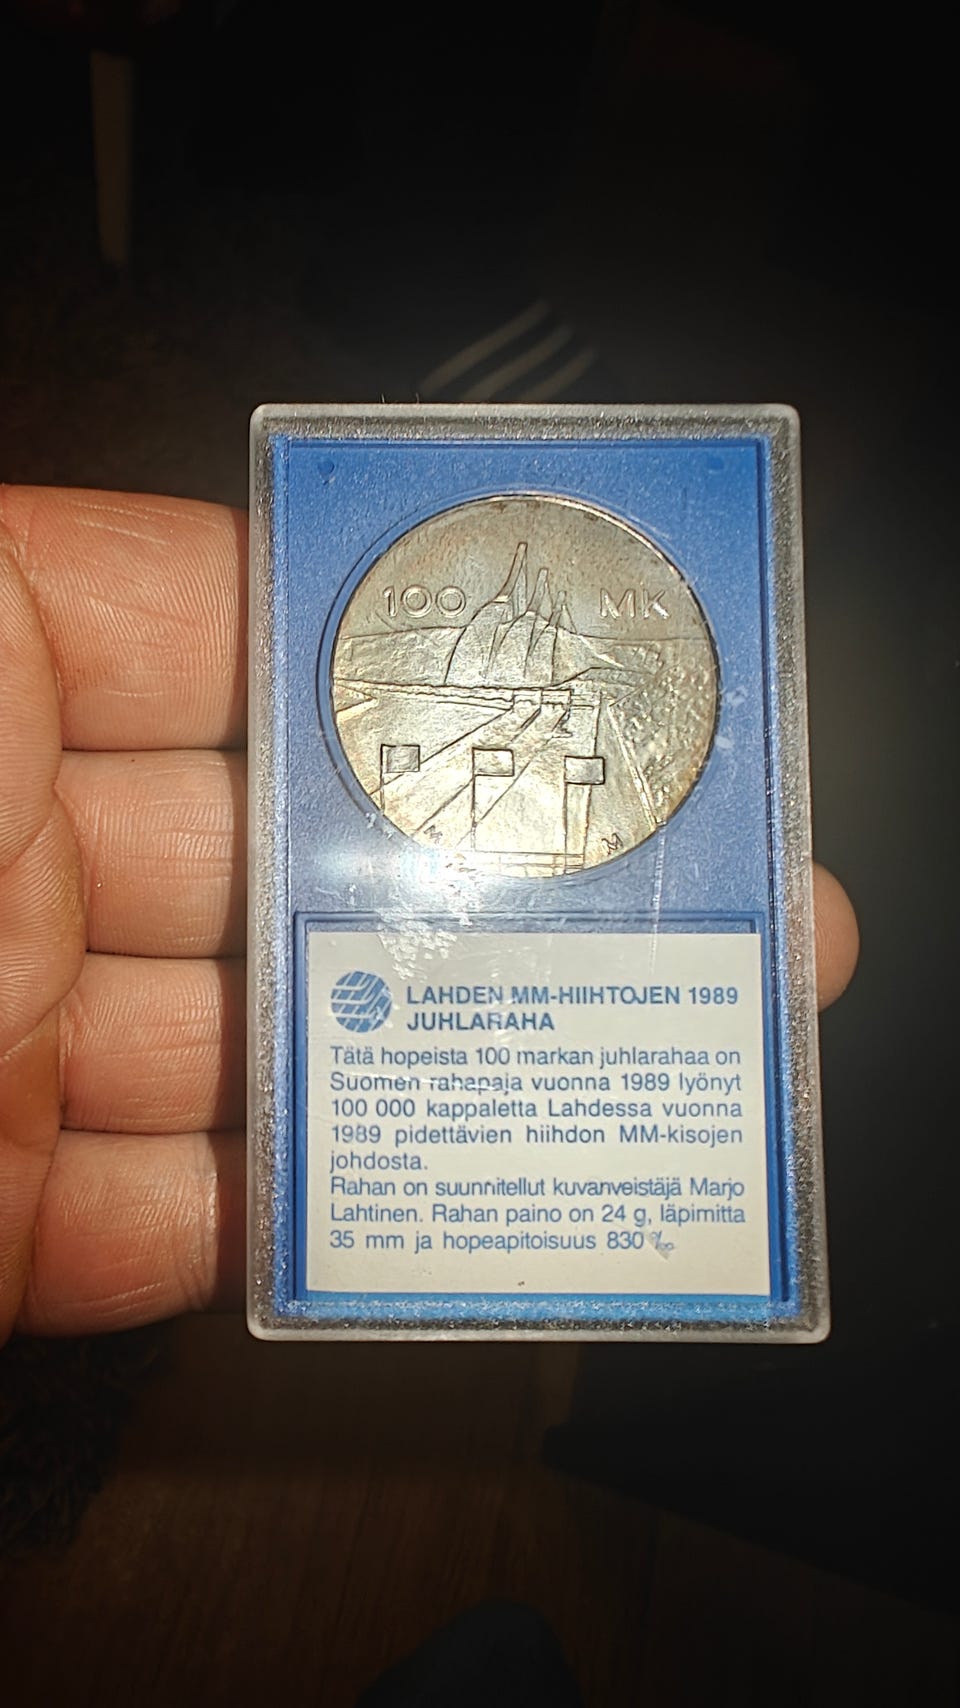 100 MK
M M
LAHDEN MM-HIIHTOJEN 1989
JUHLARAHA
Tätä hopeista 100 markan juhlarahaa on
Suomen rahapaja vuonna 1989 lyönyt
100 000 kappaletta Lahdessa vuonna
1989 pidettävien hiihdon MM-kisojen
johdosta.
Rahan on suunnitellut kuvanveistäjä Marjo
Lahtinen. Rahan paino on 24 g, läpimitta
35 mm ja hopeapitoisuus 830 ‰